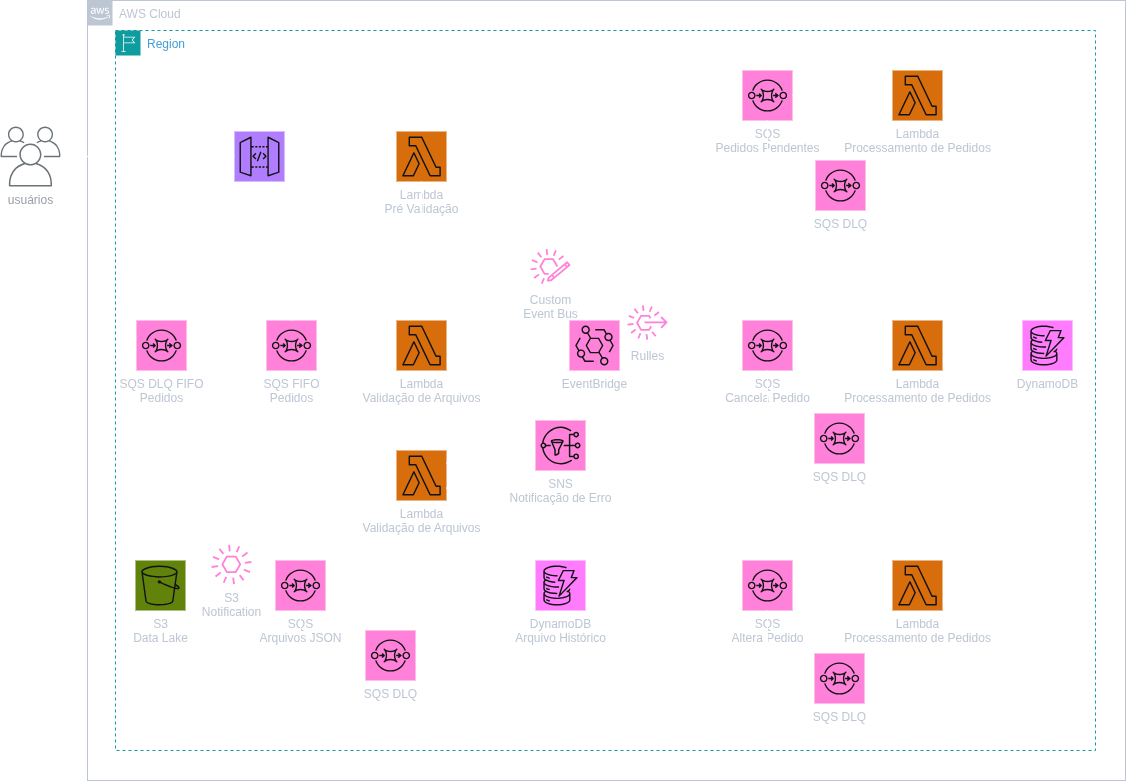 aws
AWS Cloud
Region
usuários
SQS
Pedidos Pendentes
Lambda
Processamento de Pedidos
Lambda
Pré Validação
SQS DLQ
Custom
Event Bus
Rulles
SQS DLQ FIFO
Pedidos
SQS FIFO
Pedidos
Lambda
Validação de Arquivos
EventBridge
SQS
Cancela Pedido
Lambda
Processamento de Pedidos
DynamoDB
SQS DLQ
SNS
Notificação de Erro
Lambda
Validação de Arquivos
S3
Notification
S3
Data Lake
SQS
Arquivos JSON
DynamoDB
Arquivo Histórico
SQS
Altera Pedido
Lambda
Processamento de Pedidos
SQS DLQ
SQS DLQ